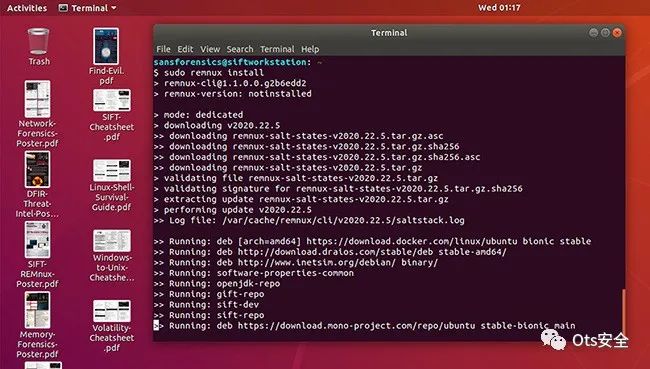 Activities
Terminal
Wed 01:17
Trash
Find-Evil.
pdf
Network-
Forensics-
Poster.pdf
SIFT-
Cheatsheet
.pdf
DFIR-
Threat-
Intel-Pos...
Linux-Shell-
Survival-
Guide.pdf
SIFT-
REMnux-
Poster.pdf
Windows-
to-Unix-
Cheatshe...
Memory-
Forensics-
Poster.pdf
Volatility-
Cheatsheet
.pdf
Terminal
File Edit View Search Terminal Help
sansforensics@siftworkstation: ~
$ sudo remnux install
> remnux-cli@1.1.0.0.g2b6edd2
> remnux-version: notinstalled
> mode: dedicated
> downloading v2020.22.5
>> downloading remnux-salt-states-v2020.22.5.tar.gz.asc
>> downloading remnux-salt-states-v2020.22.5.tar.gz.sha256
>> downloading remnux-salt-states-v2020.22.5.tar.gz.sha256.asc
>> downloading remnux-salt-states-v2020.22.5.tar.gz
> validating file remnux-salt-states-v2020.22.5.tar.gz
> validating signature for remnux-salt-states-v2020.22.5.tar.gz.sha256
> extracting update remnux-salt-states-v2020.22.5.tar.gz
> performing update v2020.22.5
>> Log file: /var/cache/remnux/cli/v2020.22.5/saltstack.log
>> Running: deb [arch=amd64] https://download.docker.com/linux/ubuntu bionic stable
>> Running: deb http://download.draios.com/stable/deb stable-amd64/
>> Running: deb http://www.inetsim.org/debian/ binary/
>> Running: software-properties-common
>> Running: openjdk-repo
>> Running: gift-repo
>> Running: sift-dev
>> Running: sift-repo
>> Running: deb https://download.mono-project.com/repo/ubuntu stable-bionic main
Ots安全